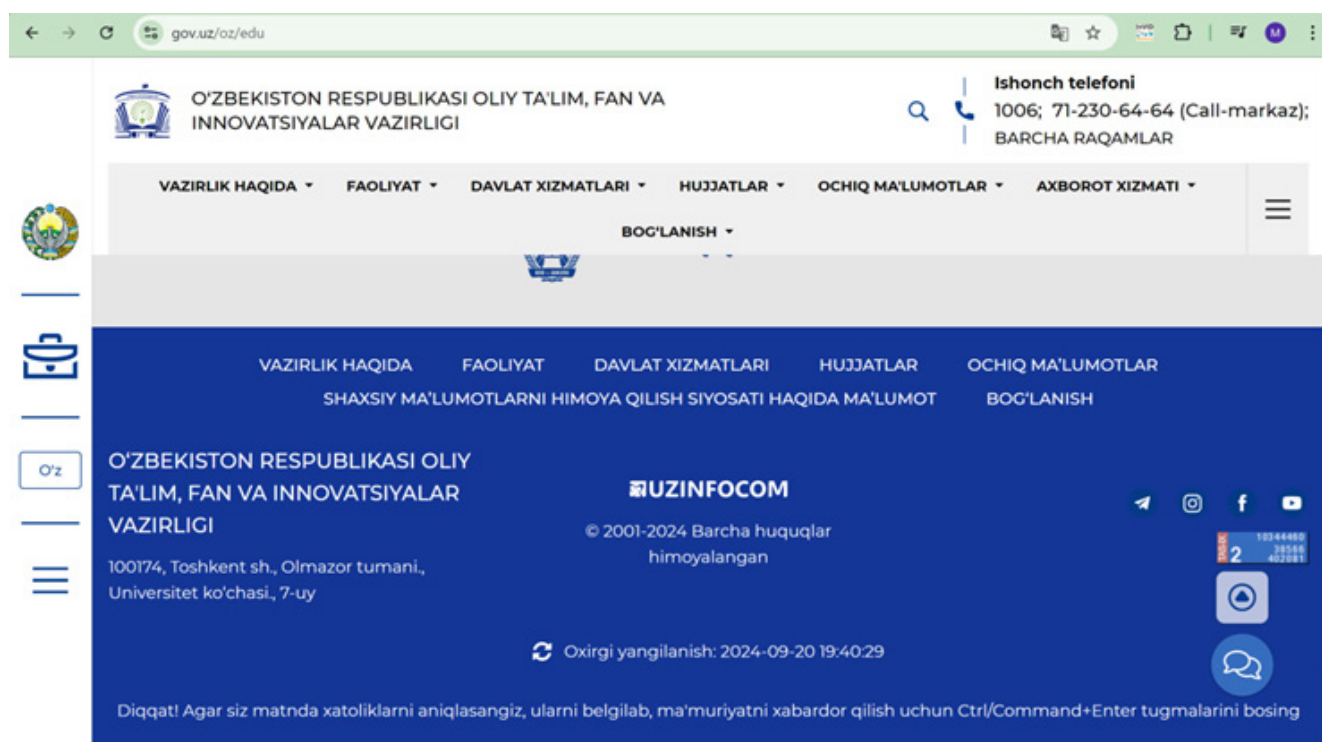 gov.uz/oz/edu
M
O'ZBEKISTON RESPUBLIKASI OLIY TA'LIM, FAN VA
INNOVATSIYALAR VAZIRLIGI
Ishonch telefoni
1006; 71-230-64-64 (Call-markaz);
BARCHA RAQAMLAR
VAZIRLIK HAQIDA FAOLIYAT DAVLAT XIZMATLARI HUJJATLAR OCHIQ MA'LUMOTLAR AXBOROT XIZMATI
BOG'LANISH
VAZIRLIK HAQIDA FAOLIYAT DAVLAT XIZMATLARI HUJJATLAR OCHIQ MA'LUMOTLAR
SHAXSIY MA'LUMOTLARNI HIMOYA QILISH SIYOSATI HAQIDA MA'LUMOT BOG'LANISH
O'z
O'ZBEKISTON RESPUBLIKASI OLIY
TA'LIM, FAN VA INNOVATSIYALAR
VAZIRLIGI
100174, Toshkent sh., Olmazor tumani.,
Universitet ko'chasi., 7-uy
UZINFOCOM
© 2001-2024 Barcha huquqlar
himoyalangan
2
10344460
402081
Oxirgi yangilanish: 2024-09-20 19:40:29
Diqqat! Agar siz matnda xatoliklarni aniqlasangiz, ularni belgilab, ma'muriyatni xabardor qilish uchun Ctrl/Command+Enter tugmalarini bosing